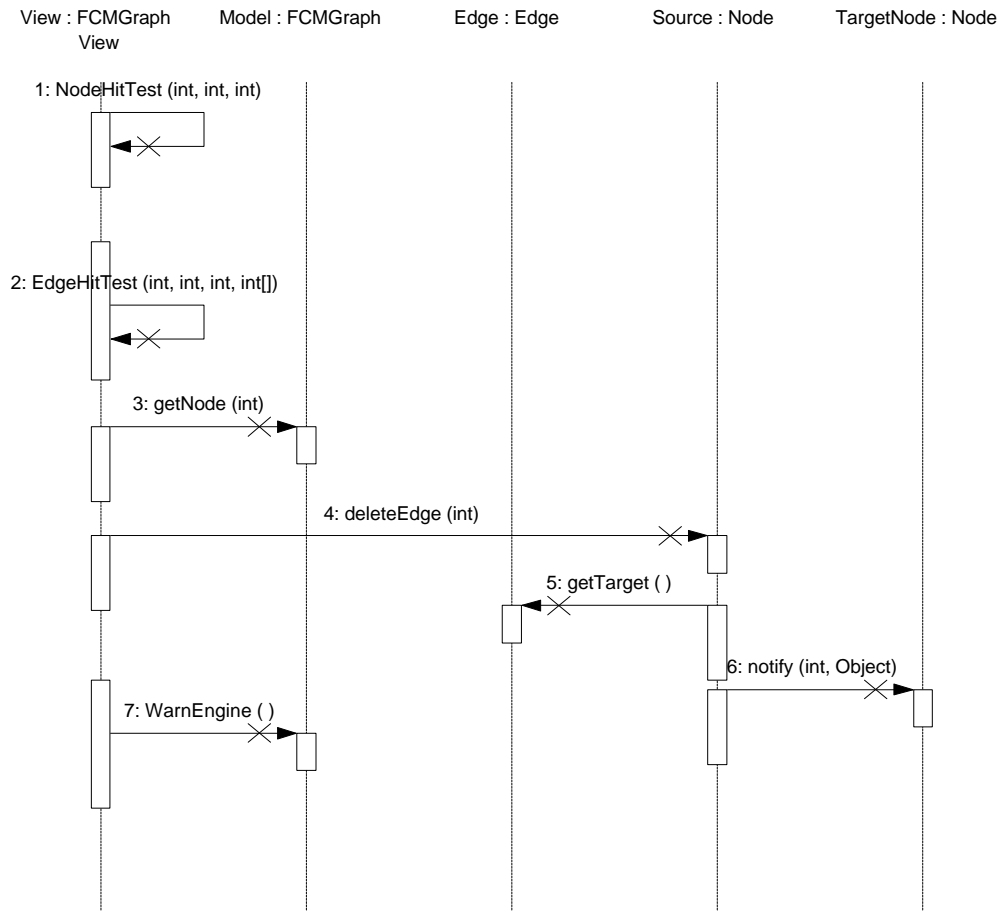 View : FCMGraph
View
Model : FCMGraph
Edge : Edge
Source : Node
TargetNode : Node
1: NodeHitTest (int, int, int)
2: EdgeHitTest (int, int, int, int[])
3: getNode (int)
4: deleteEdge (int)
5: getTarget ( )
6: notify (int, Object)
7: WarnEngine ( )